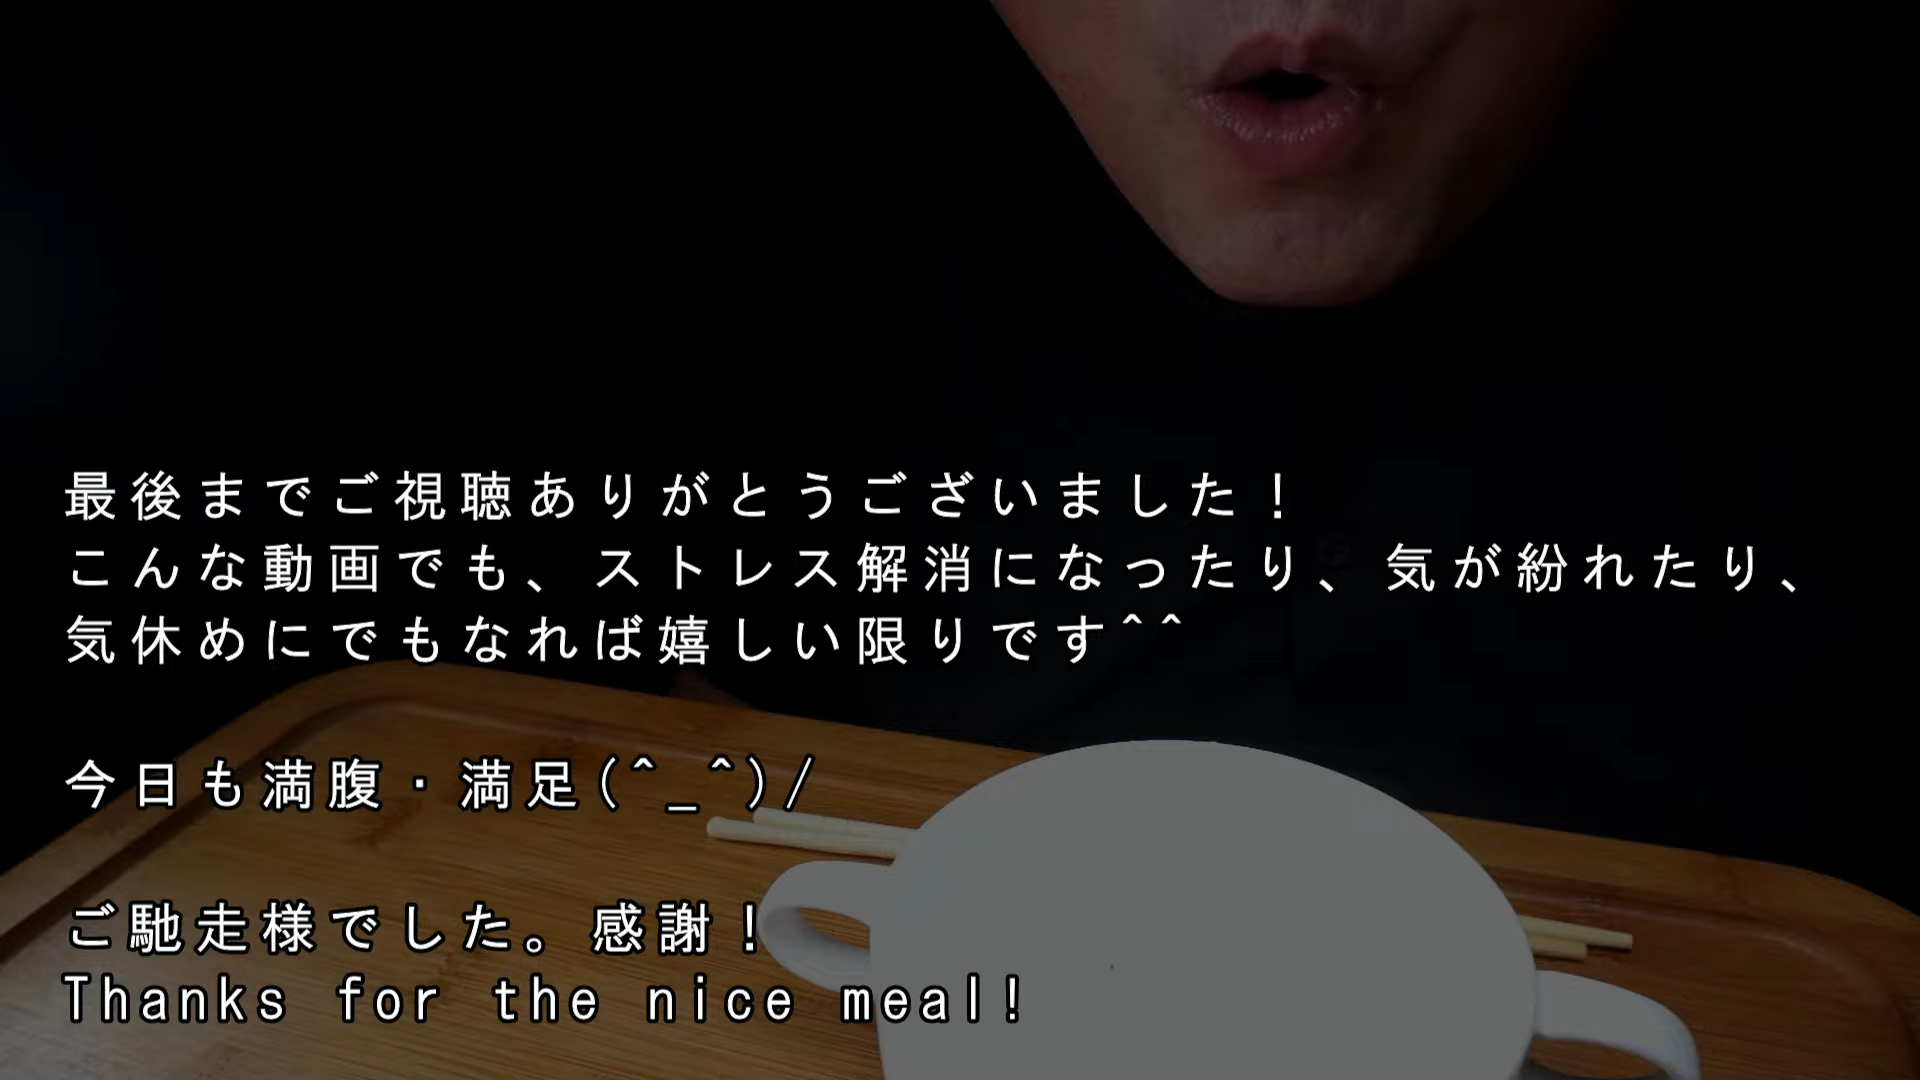 最後までご視聴ありがとうございました！
こんな動画でも、ストレス解消になったり、気が紛れたり、
気休めにでもなれば嬉しい限りです^^
今日も満腹・満足(^_^)/
ご馳走様でした。感謝！
Thanks for the nice meal!